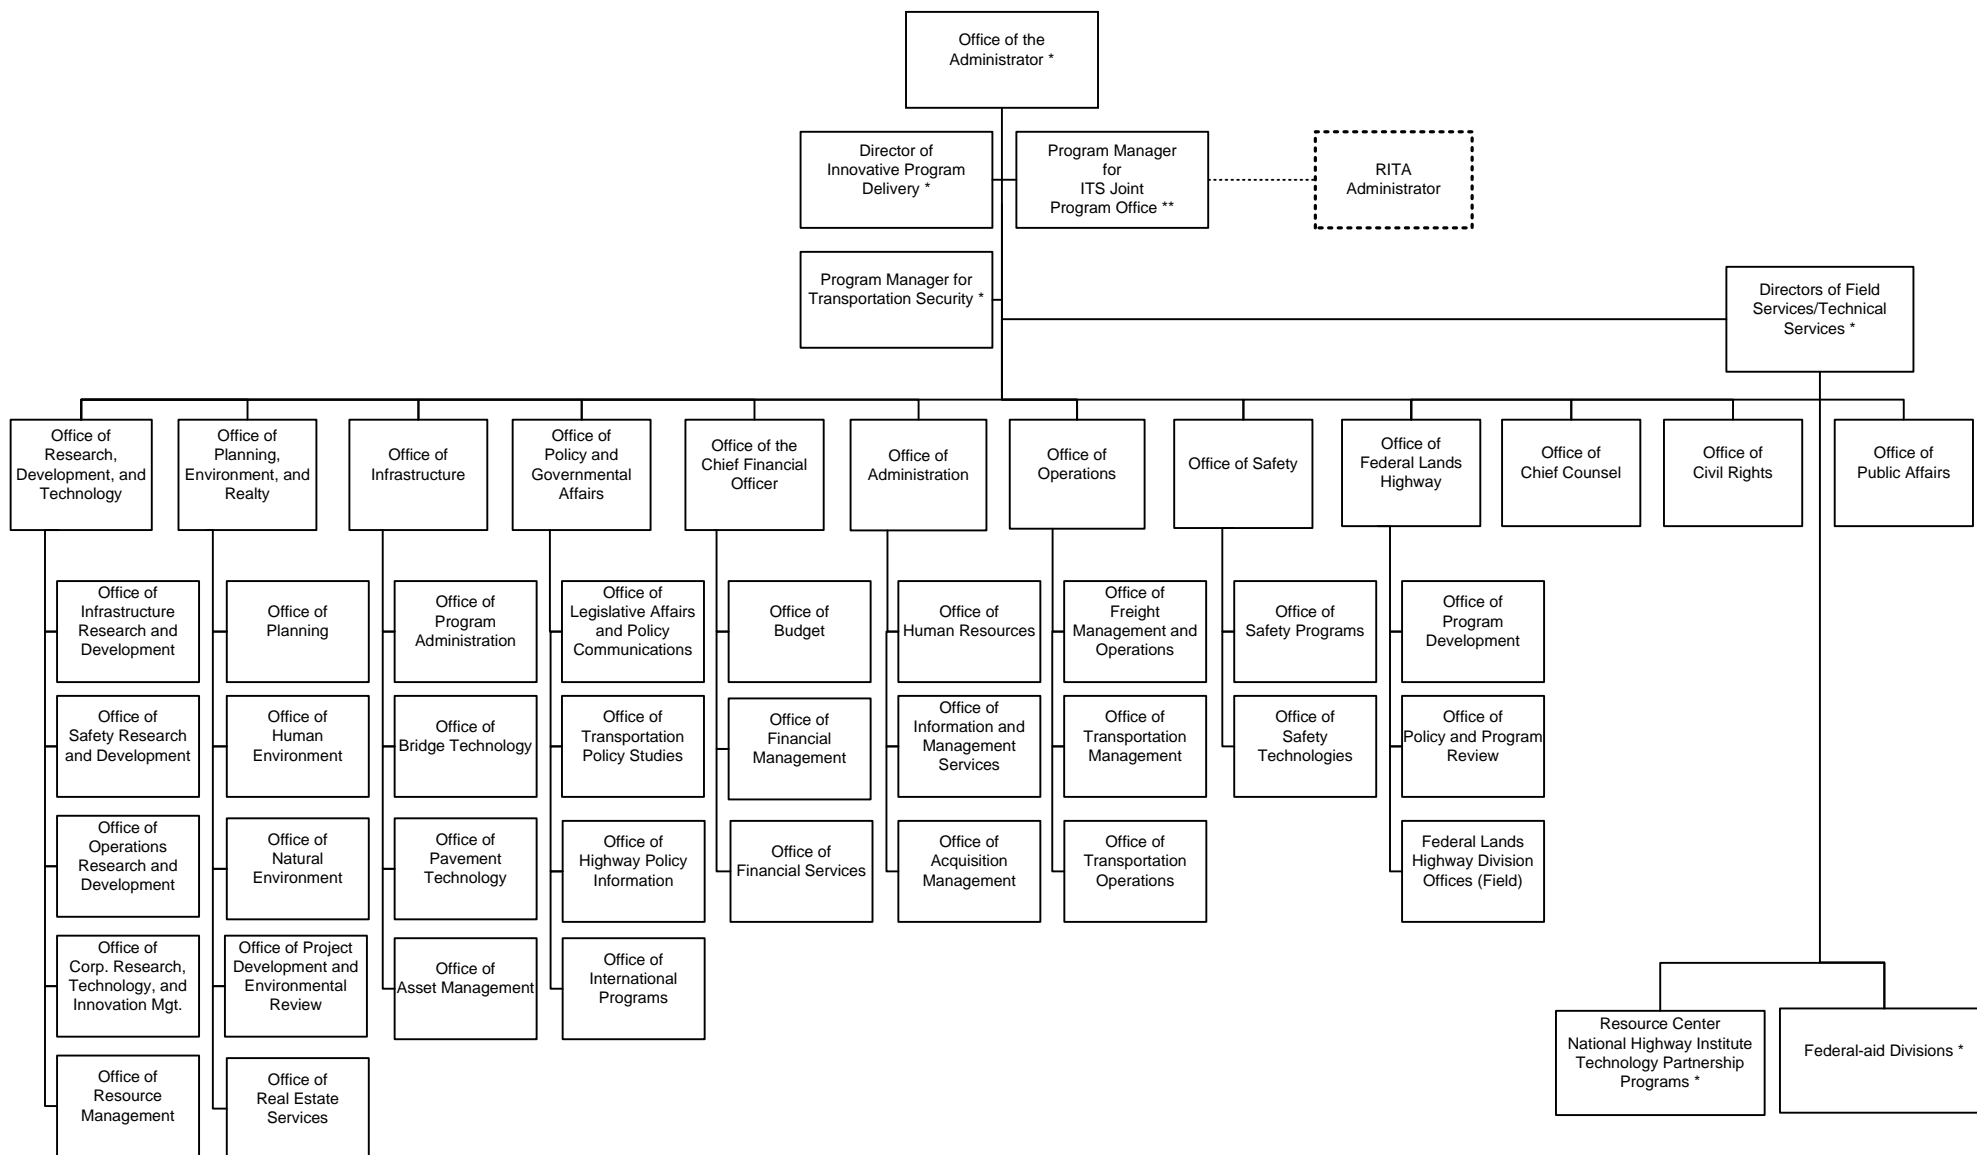 Office of the
Administrator *
Director of
Innovative Program
Delivery *
Program Manager
for
ITS Joint
Program Office **
RITA
Administrator
Program Manager for
Transportation Security *
Directors of Field
Services/Technical
Services *
Office of
Research,
Development, and
Technology
Office of
Planning,
Environment, and
Realty
Office of
Infrastructure
Office of
Policy and
Governmental
Affairs
Office of the
Chief Financial
Officer
Office of
Administration
Office of
Operations
Office of Safety
Office of
Federal Lands
Highway
Office of
Chief Counsel
Office of
Civil Rights
Office of
Public Affairs
Office of
Infrastructure
Research and
Development
Office of
Planning
Office of
Program
Administration
Office of
Legislative Affairs
and Policy
Communications
Office of
Budget
Office of
Human Resources
Office of
Freight
Management and
Operations
Office of
Safety Programs
Office of
Program
Development
Office of
Safety Research
and Development
Office of
Human
Environment
Office of
Bridge Technology
Office of
Transportation
Policy Studies
Office of
Financial
Management
Office of
Information and
Management
Services
Office of
Transportation
Management
Office of
Safety
Technologies
Office of
Policy and Program
Review
Office of
Operations
Research and
Development
Office of
Natural
Environment
Office of
Pavement
Technology
Office of
Highway Policy
Information
Office of
Financial Services
Office of
Acquisition
Management
Office of
Transportation
Operations
Federal Lands
Highway Division
Offices (Field)
Office of
Corp. Research,
Technology, and
Innovation Mgt.
Office of Project
Development and
Environmental
Review
Office of
Asset Management
Office of
International
Programs
Resource Center
National Highway Institute
Technology Partnership
Programs *
Federal-aid Divisions *
Office of
Resource
Management
Office of
Real Estate
Services